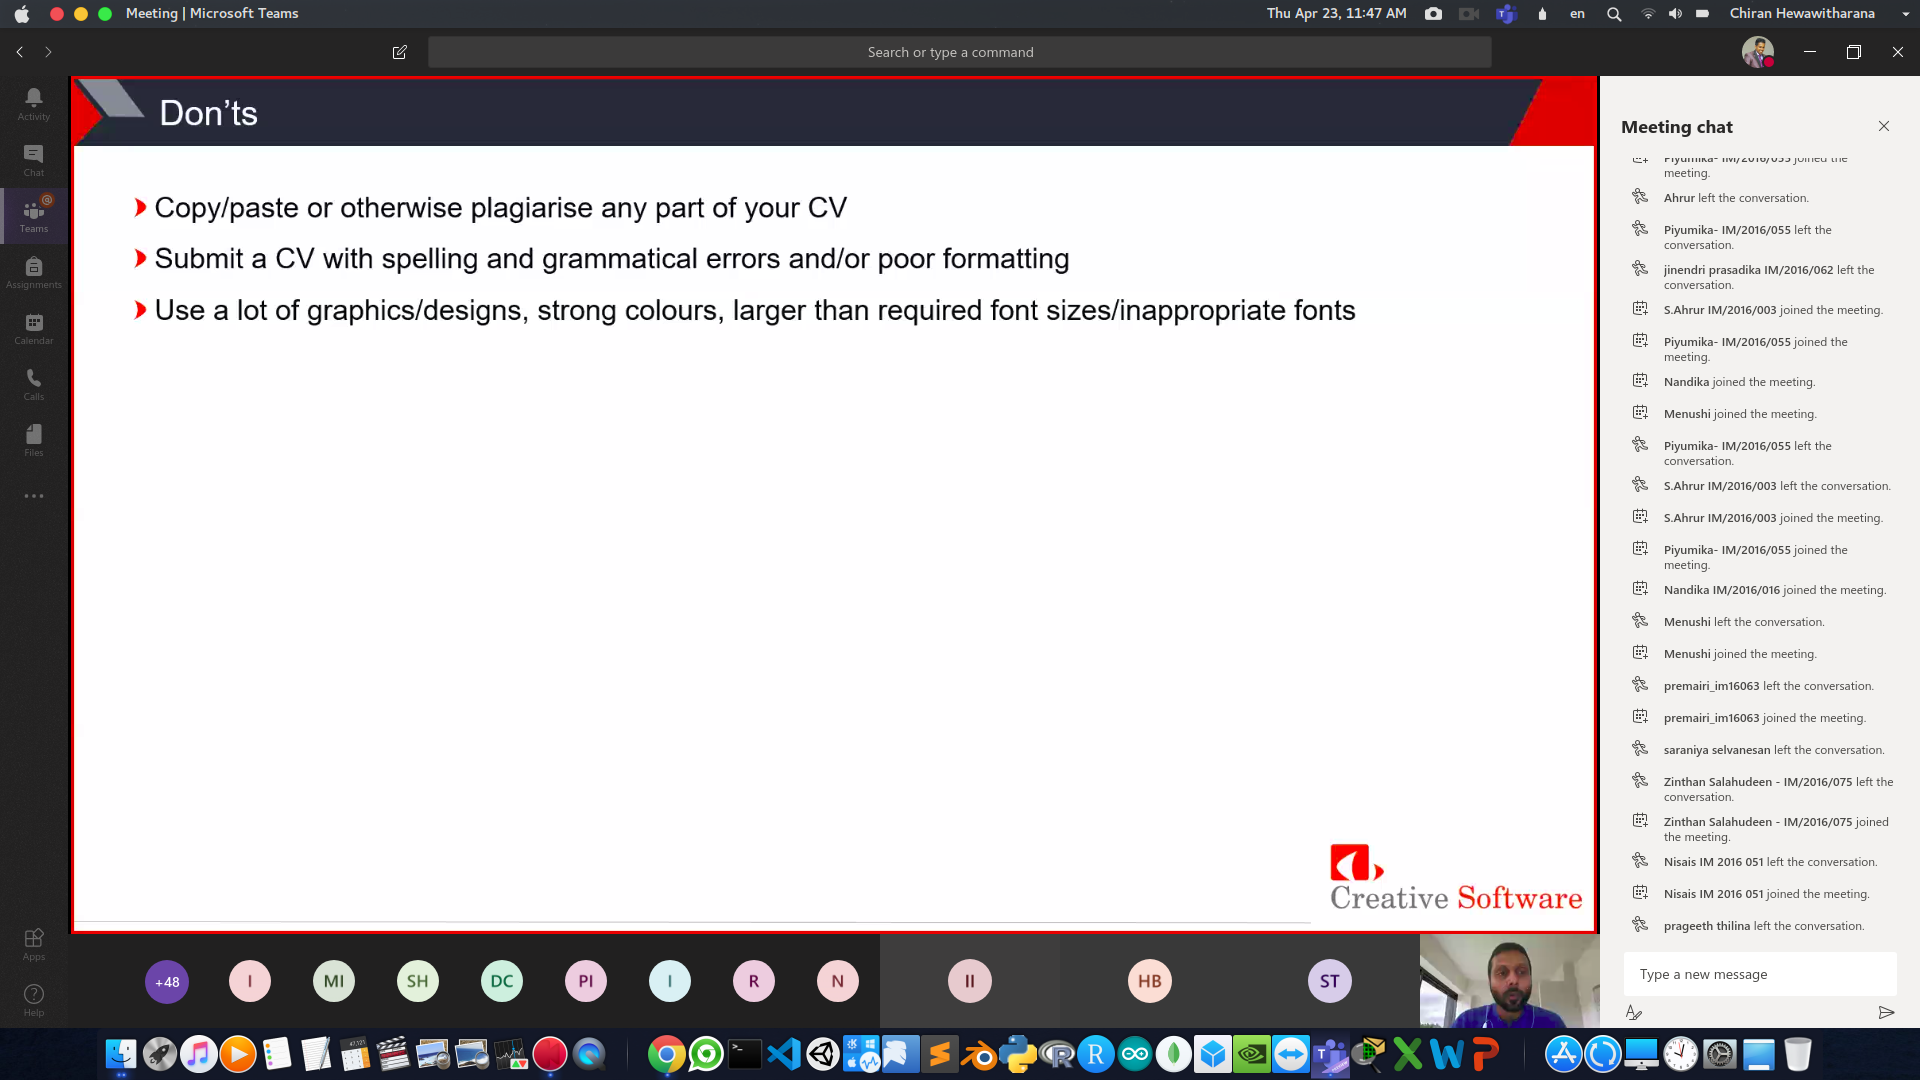 Meeting | Microsoft Teams
Thu Apr 23, 11:47 AM
en
Chiran Hewawitharana
Search or type a command
Activity
Chat
Teams
Assignments
Calendar
Calls
Files
Apps
Help
Don'ts
Copy/paste or otherwise plagiarise any part of your CV
Submit a CV with spelling and grammatical errors and/or poor formatting
Use a lot of graphics/designs, strong colours, larger than required font sizes/inappropriate fonts
Creative Software
+48
I
MI
SH
DC
PI
I
R
N
II
HB
ST
Meeting chat
Piyumika- IM/2016/055 joined the
meeting.
Ahrur left the conversation.
Piyumika- IM/2016/055 left the
conversation.
jinendri prasadika IM/2016/062 left the
conversation.
S.Ahrur IM/2016/003 joined the meeting.
Piyumika- IM/2016/055 joined the
meeting.
Nandika joined the meeting.
Menushi joined the meeting.
Piyumika- IM/2016/055 left the
conversation.
S.Ahrur IM/2016/003 left the conversation.
S.Ahrur IM/2016/003 joined the meeting.
Piyumika- IM/2016/055 joined the
meeting.
Nandika IM/2016/016 joined the meeting.
Menushi left the conversation.
Menushi joined the meeting.
premairi_im16063 left the conversation.
premairi_im16063 joined the meeting.
saraniya selvanesan left the conversation.
Zinthan Salahudeen - IM/2016/075 left the
conversation.
Zinthan Salahudeen - IM/2016/075 joined
the meeting.
Nisais IM 2016 051 left the conversation.
Nisais IM 2016 051 joined the meeting.
prageeth thilina left the conversation.
Type a new message